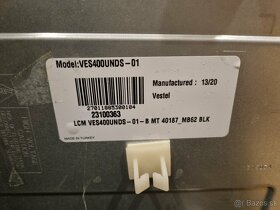 Model:VES400UNDS-01
Manufactured : 13/20
Vestel
27011885300104
23100363
LCM VES400UNDS-01-B MT 40187_MB62 BLK
MADE IN TURKEY
bazos.sk